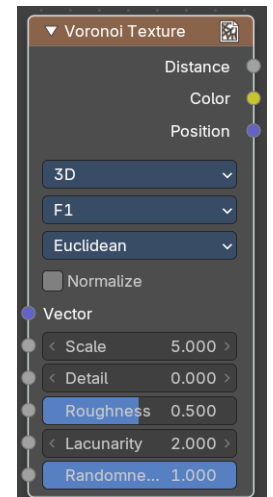 Voronoi Texture
Distance
Color
Position
3D
F1
Euclidean
Normalize
Vector
Scale 5.000
Detail 0.000
Roughness 0.500
Lacunarity 2.000
Randomne... 1.000